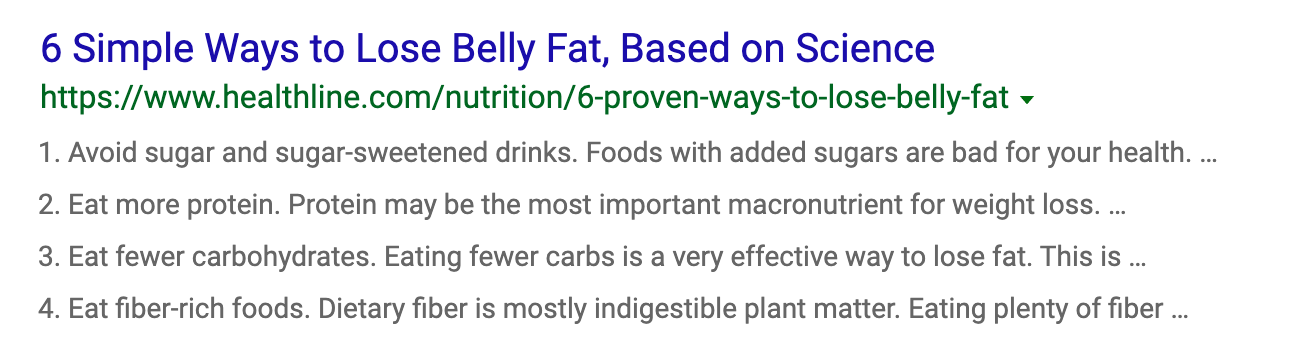 6 Simple Ways to Lose Belly Fat, Based on Science
https://www.healthline.com/nutrition/6-proven-ways-to-lose-belly-fat
1. Avoid sugar and sugar-sweetened drinks. Foods with added sugars are bad for your health. ...
2. Eat more protein. Protein may be the most important macronutrient for weight loss. ...
3. Eat fewer carbohydrates. Eating fewer carbs is a very effective way to lose fat. This is ...
4. Eat fiber-rich foods. Dietary fiber is mostly indigestible plant matter. Eating plenty of fiber ...